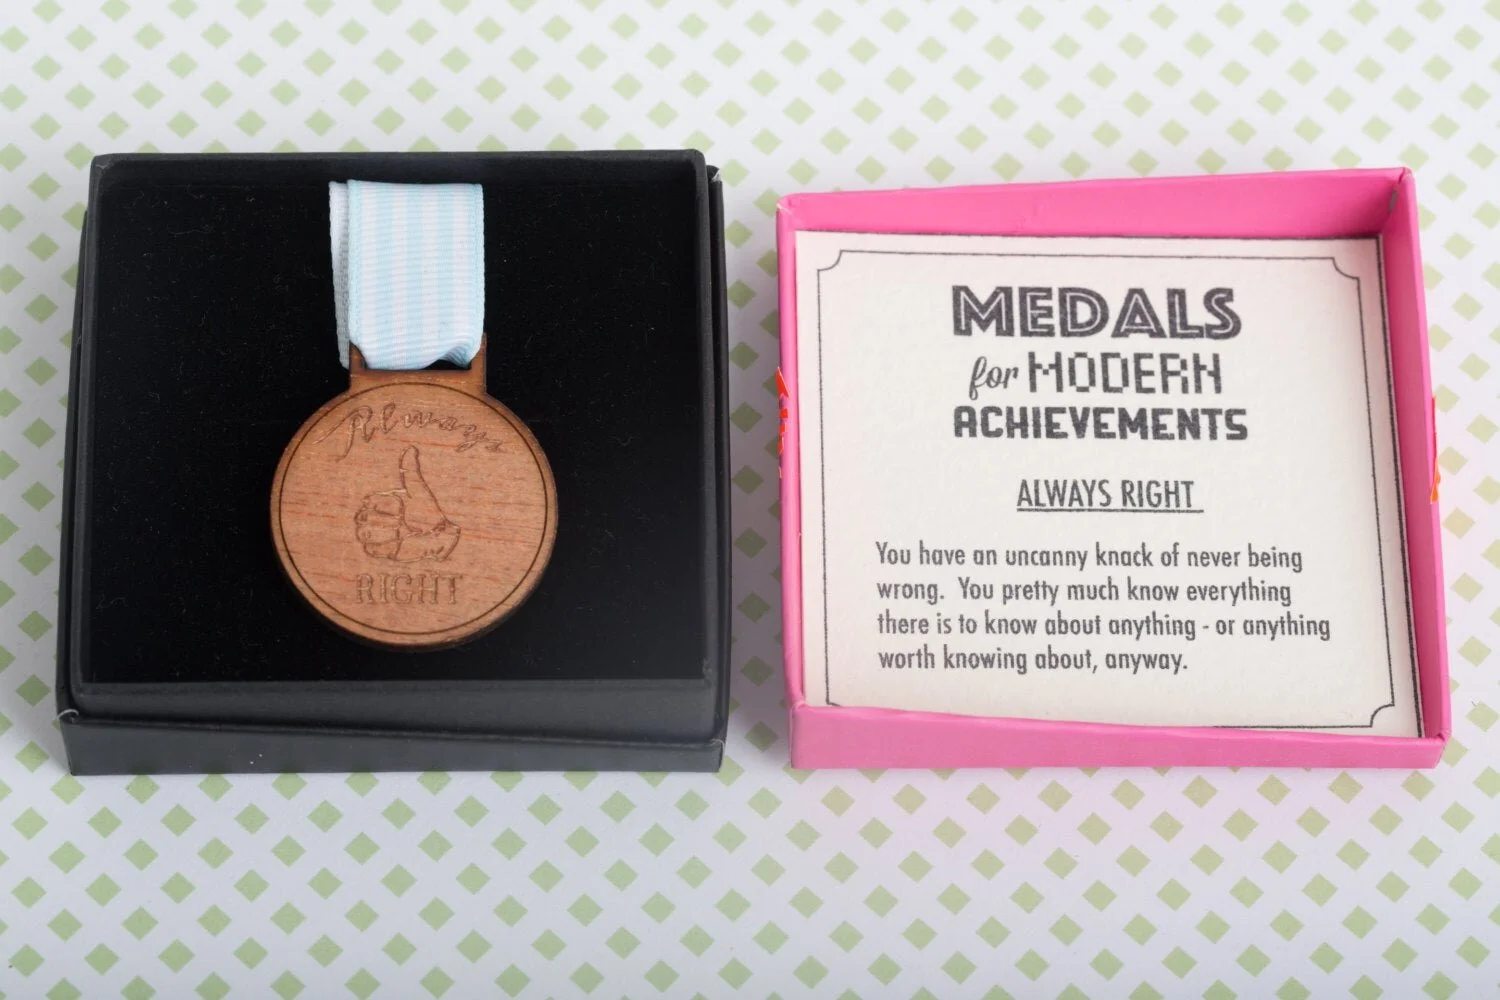 Always
RIGHT
MEDALS
for MODERN
ACHIEVEMENTS
ALWAYS RIGHT
You have an uncanny knack of never being
wrong. You pretty much know everything
there is to know about anything - or anything
worth knowing about, anyway.